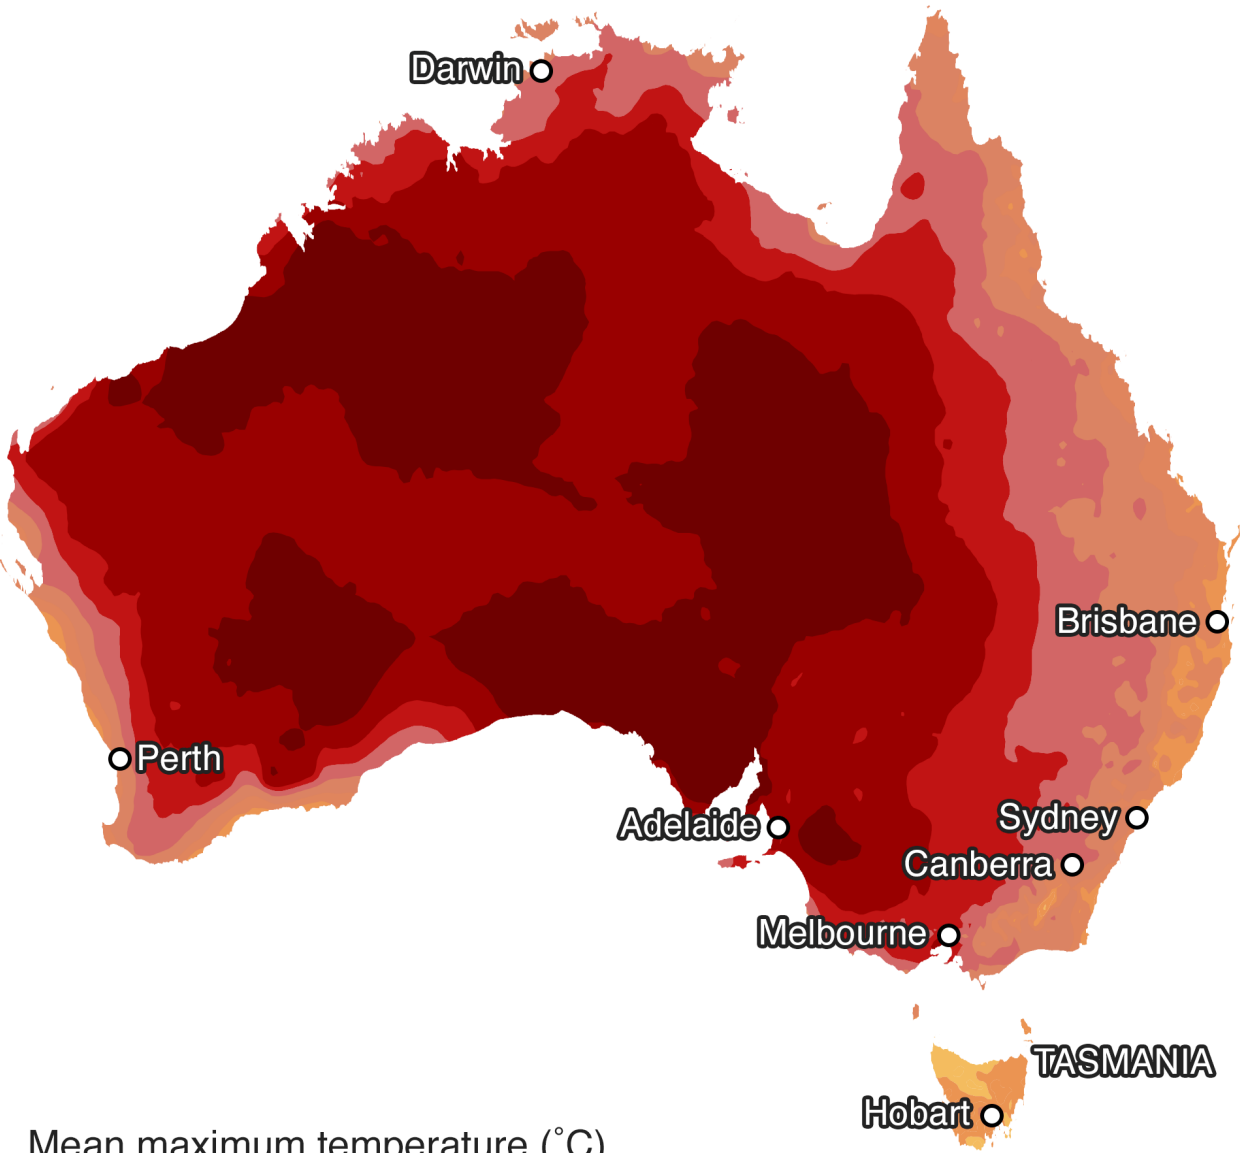 Darwin
Brisbane
Perth
Adelaide
Sydney
Canberra
Melbourne
TASMANIA
Hobart
Mean maximum temperature (˚C)